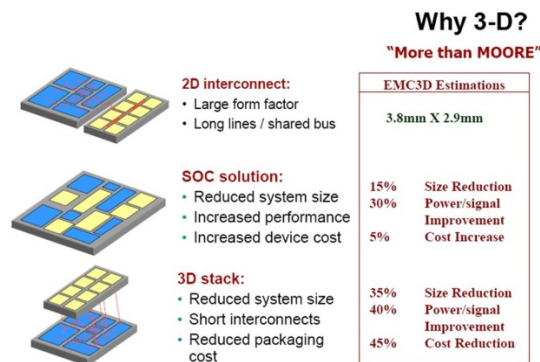 Why 3-D?
"More than MOORE"
2D interconnect:
• Large form factor
• Long lines / shared bus
EMC3D Estimations
3.8mm X 2.9mm
SOC solution:
• Reduced system size
• Increased performance
• Increased device cost
15% Size Reduction
30% Power/signal
Improvement
5% Cost Increase
3D stack:
• Reduced system size
• Short interconnects
• Reduced packaging
cost
35% Size Reduction
40% Power/signal
Improvement
45% Cost Reduction